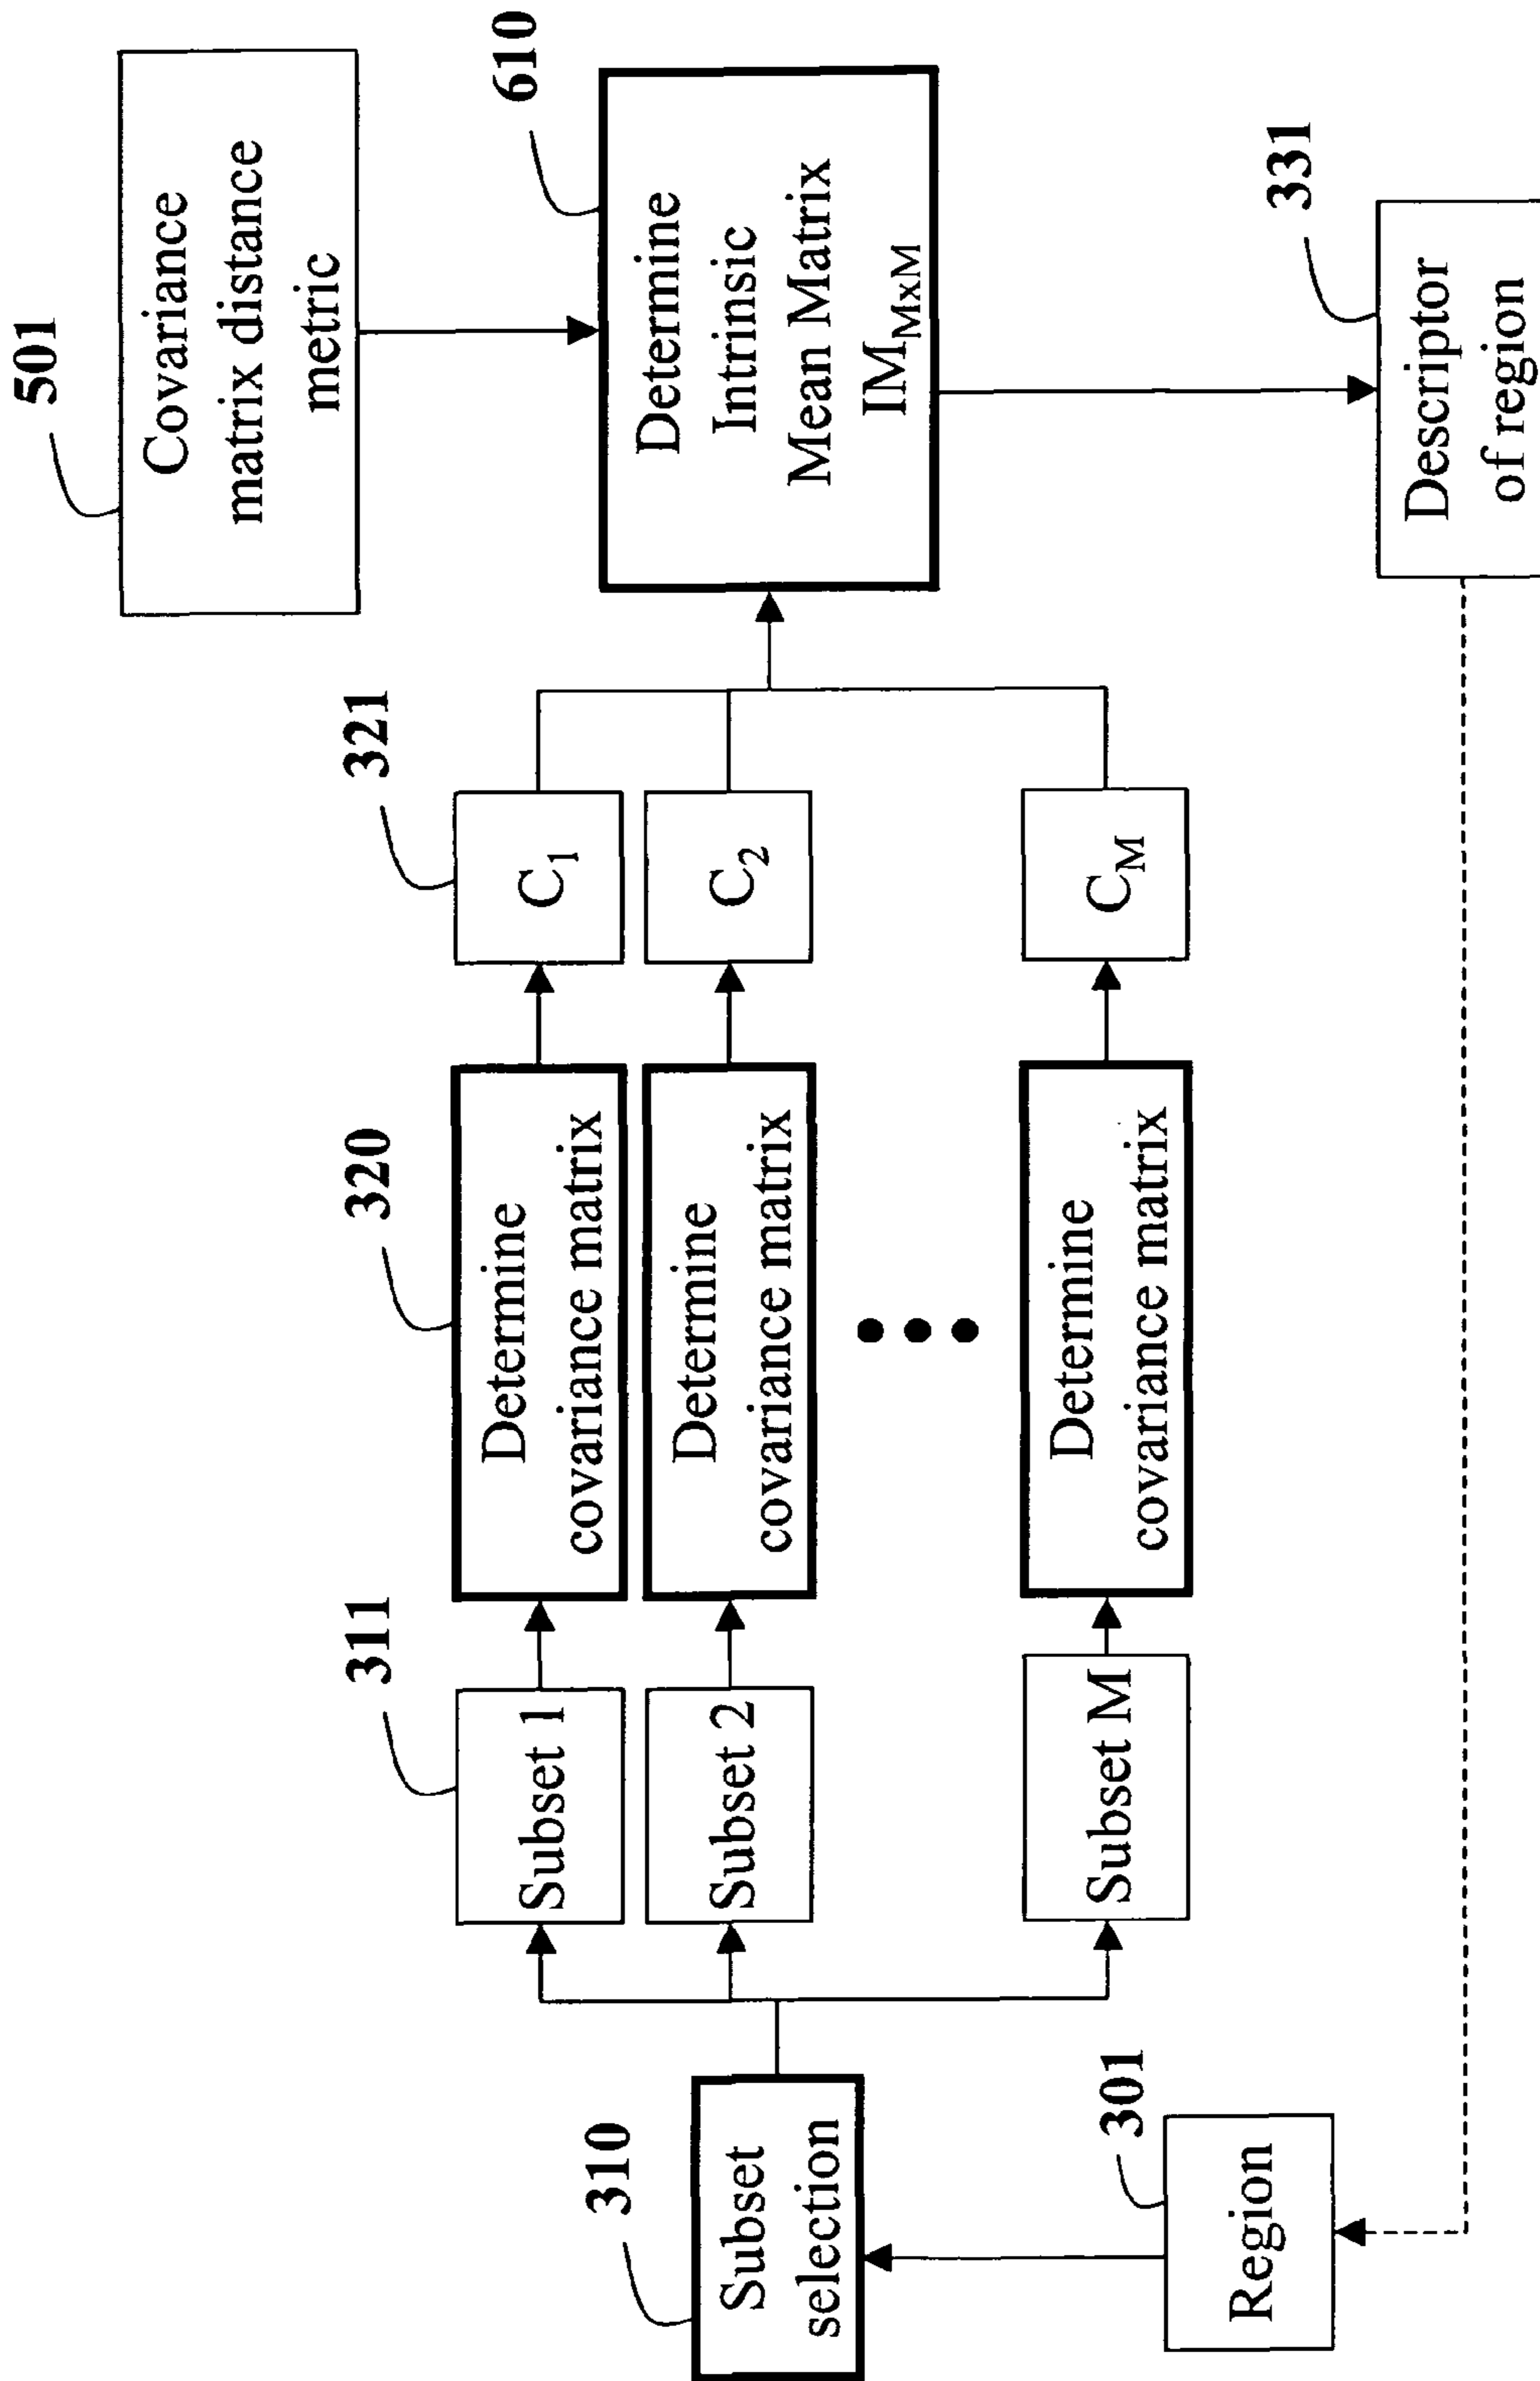 501
Covariance
matrix distance
metric
610
Determine
Intrinsic
Mean Matrix
IM_{MxM}
331
Descriptor
of region
311
Subset 1
320
Determine
covariance matrix
321
C_1
Subset 2
Determine
covariance matrix
C_2
Subset M
Determine
covariance matrix
C_M
310
Subset
selection
301
Region